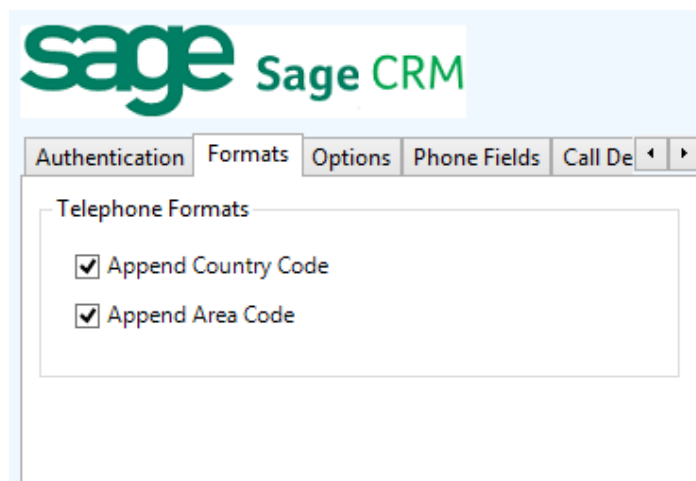 sage Sage CRM
Authentication Formats Options Phone Fields Call De
Telephone Formats
Append Country Code
Append Area Code